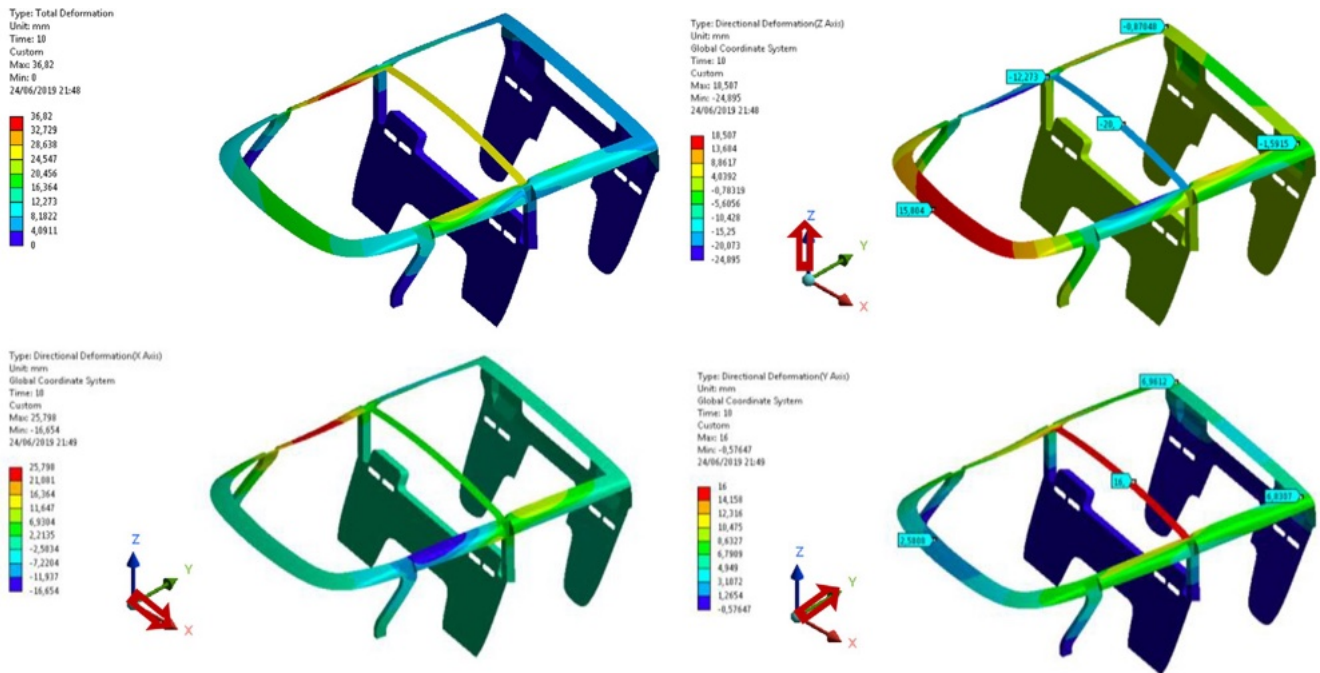 Type: Total Deformation
Unit: mm
Time: 10
Custom
Max: 36,82
Min: 0
24/06/2019 21:48
36,82
32,729
28,638
24,547
20,456
16,364
12,273
8,1822
4,0911
0
Type: Directional Deformation(Z Axis)
Unit: mm
Global Coordinate System
Time: 10
Custom
Max: 18,507
Min: -24,895
24/06/2019 21:48
18,507
13,684
8,8617
4,0392
-0,78319
-5,6056
-10,428
-15,25
-20,073
-24,895
-0,87048
-12,273
-20,
-1,5915
15,804
Z
Y
X
Type: Directional Deformation(X Axis)
Unit: mm
Global Coordinate System
Time: 10
Custom
Max: 25,798
Min: -16,654
24/06/2019 21:49
25,798
21,081
16,364
11,647
6,9304
2,2135
-2,5034
-7,2204
-11,937
-16,654
Z
Y
X
Type: Directional Deformation(Y Axis)
Unit: mm
Global Coordinate System
Time: 10
Custom
Max: 16
Min: -0,57647
24/06/2019 21:49
16
14,158
12,316
10,475
8,6327
6,7909
4,949
3,1072
1,2654
-0,57647
6,9612
16,
6,8307
Z
Y
X